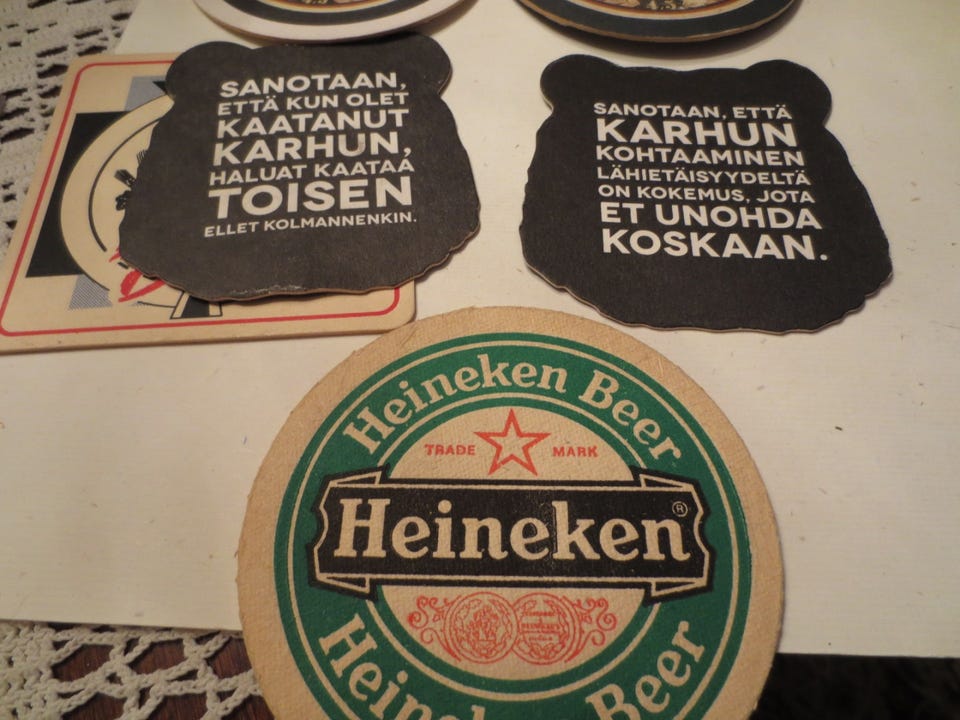 SANOTAAN,
ETTÄ KUN OLET
KAATANUT
KARHUN,
HALUAT KAATAA
TOISEN
ELLET KOLMANNENKIN.
SANOTAAN, ETTÄ
KARHUN
KOHTAAMINEN
LÄHIETÄISYYDELTÄ
ON KOKEMUS, JOTA
ET UNOHDA
KOSKAAN.
Heineken Beer
TRADE MARK
Heineken®
Heineken Beer